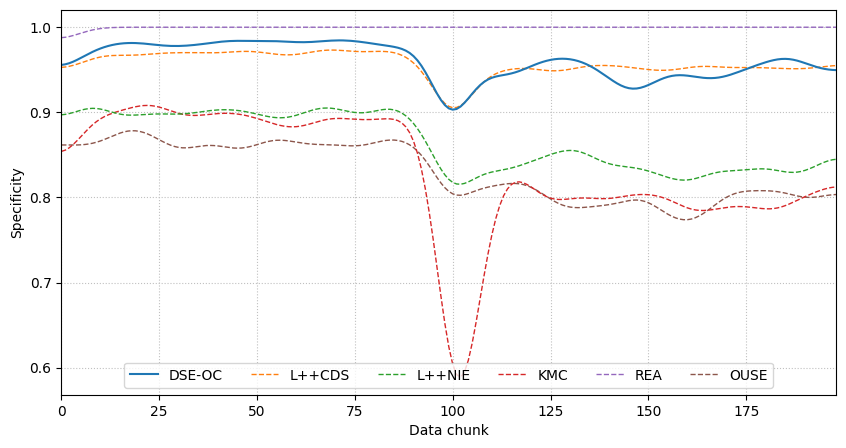 1.0
0.9
0.8
0.7
0.6
Specificity
DSE-OC L++CDS L++NIE KMC REA OUSE
0 25 50 75 100 125 150 175
Data chunk